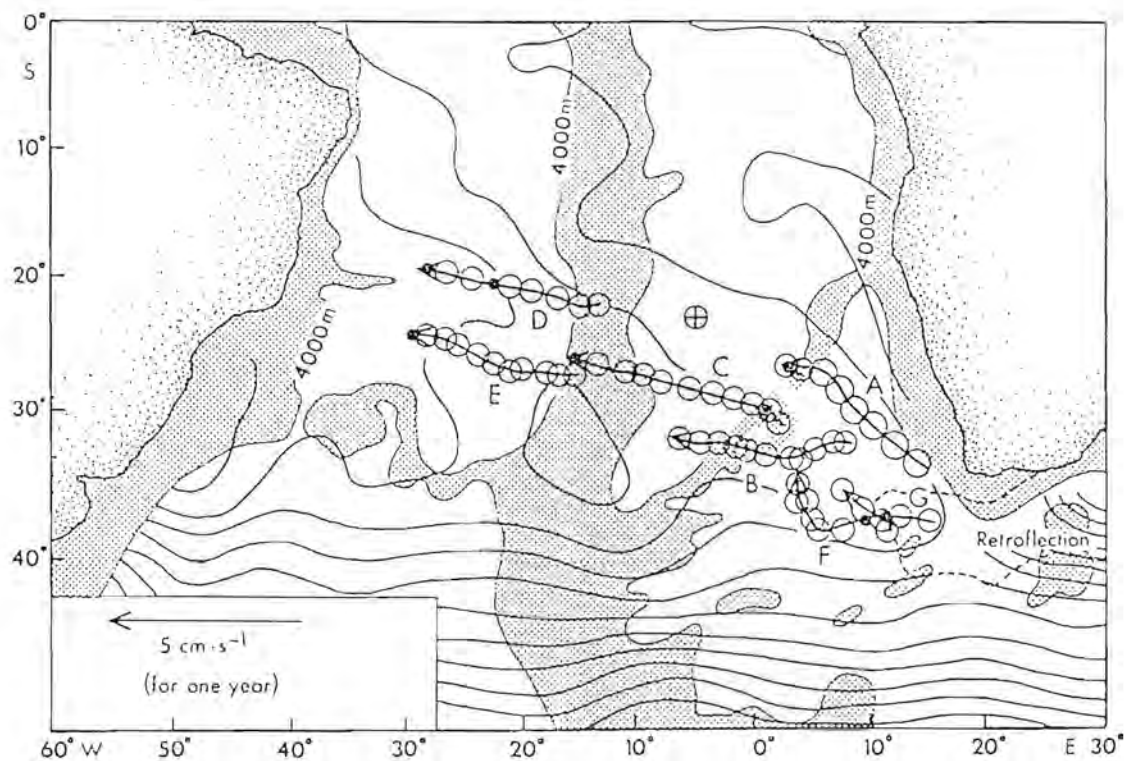 0°
S
10°
20°
30°
40°
4000m
4000m
4000m
A
B
C
D
E
F
G
Retroflection
5 cm·s⁻¹
(for one year)
60° W 50° 40° 30° 20° 10° 0° 10° 20° E 30°